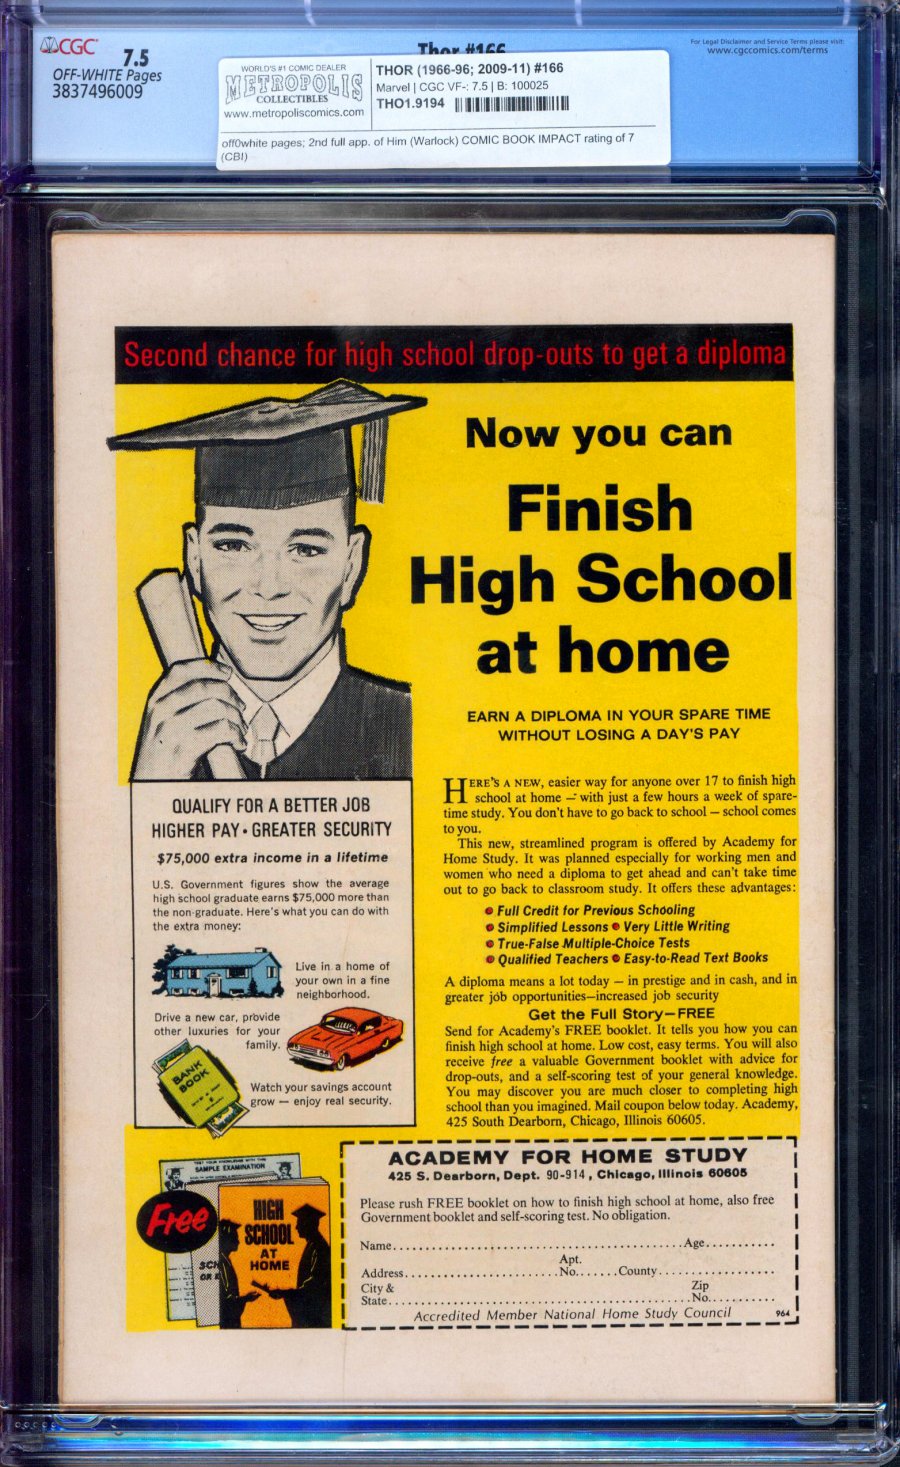 CGC
7.5
OFF-WHITE Pages
3837496009
Thor #166
For Legal Disclaimer and Service Terms please visit:
www.cgccomics.com/terms
WORLD'S #1 COMIC DEALER
METROPOLIS
COLLECTIBLES
www.metropoliscomics.com
THOR (1966-96; 2009-11) #166
Marvel | CGC VF-: 7.5 | B: 100025
THO1.9194
off0white pages; 2nd full app. of Him (Warlock) COMIC BOOK IMPACT rating of 7
(CBI)
Second chance for high school drop-outs to get a diploma
Now you can
Finish
High School
at home
EARN A DIPLOMA IN YOUR SPARE TIME
WITHOUT LOSING A DAY'S PAY
HERE'S A NEW, easier way for anyone over 17 to finish high
school at home – with just a few hours a week of spare-
time study. You don't have to go back to school – school comes
to you.
This new, streamlined program is offered by Academy for
Home Study. It was planned especially for working men and
women who need a diploma to get ahead and can't take time
out to go back to classroom study. It offers these advantages:
• Full Credit for Previous Schooling
• Simplified Lessons • Very Little Writing
• True-False Multiple-Choice Tests
• Qualified Teachers • Easy-to-Read Text Books
A diploma means a lot today – in prestige and in cash, and in
greater job opportunities—increased job security
Get the Full Story—FREE
Send for Academy's FREE booklet. It tells you how you can
finish high school at home. Low cost, easy terms. You will also
receive free a valuable Government booklet with advice for
drop-outs, and a self-scoring test of your general knowledge.
You may discover you are much closer to completing high
school than you imagined. Mail coupon below today. Academy,
425 South Dearborn, Chicago, Illinois 60605.
QUALIFY FOR A BETTER JOB
HIGHER PAY • GREATER SECURITY
$75,000 extra income in a lifetime
U.S. Government figures show the average
high school graduate earns $75,000 more than
the non-graduate. Here's what you can do with
the extra money:
Live in a home of
your own in a fine
neighborhood.
Drive a new car, provide
other luxuries for your
family.
BANK
BOOK
Watch your savings account
grow — enjoy real security.
TEST YOUR KNOWLEDGE WITH THIS
SAMPLE EXAMINATION
Free
HIGH
SCHOOL
AT
HOME
ACADEMY FOR HOME STUDY
425 S. Dearborn, Dept. 90-914, Chicago, Illinois 60605
Please rush FREE booklet on how to finish high school at home, also free
Government booklet and self-scoring test. No obligation.
Name.......................................Age...........
Apt.
Address......................No.......County.................
City & Zip
State.........................................No..........
Accredited Member National Home Study Council 964